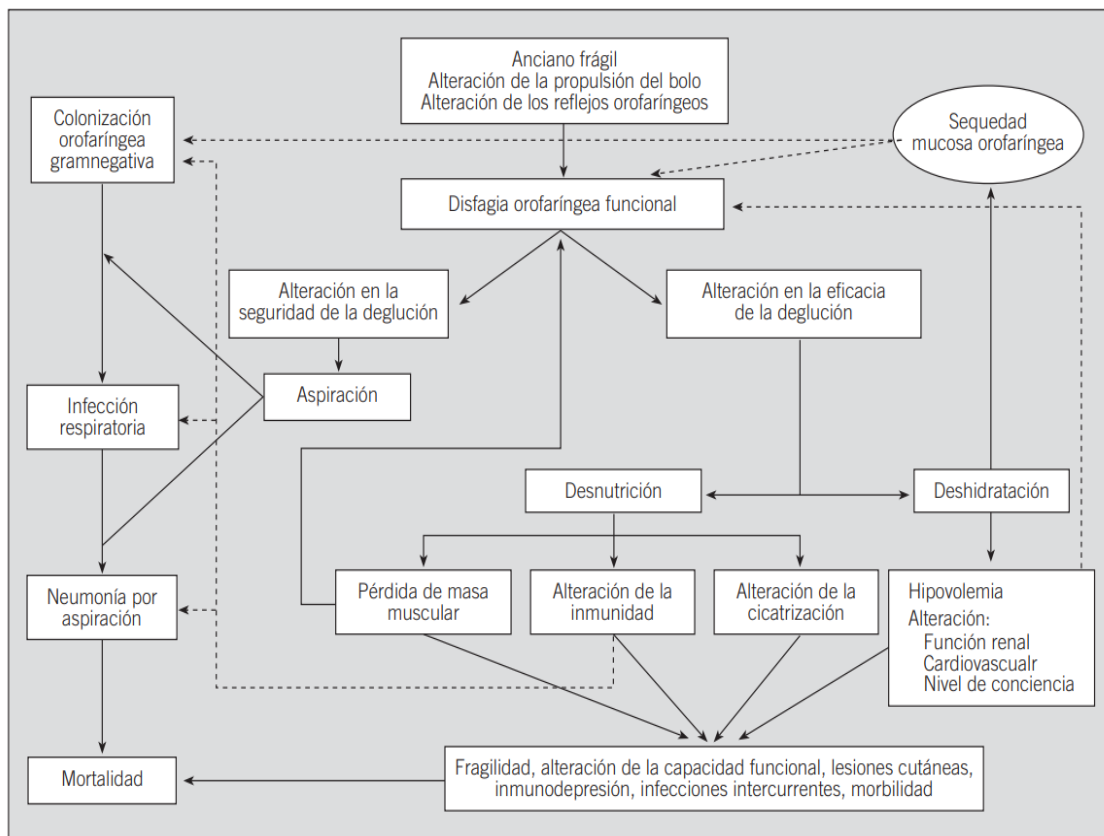 Anciano frágil
Alteración de la propulsión del bolo
Alteración de los reflejos orofaríngeos
Colonización
orofaríngea
gramnegativa
Sequedad
mucosa orofaríngea
Disfagia orofaríngea funcional
Alteración en la
seguridad de la deglución
Alteración en la eficacia
de la deglución
Aspiración
Infección
respiratoria
Desnutrición
Deshidratación
Neumonía por
aspiración
Pérdida de masa
muscular
Alteración de la
inmunidad
Alteración de la
cicatrización
Hipovolemia
Alteración:
Función renal
Cardiovascualr
Nivel de conciencia
Mortalidad
Fragilidad, alteración de la capacidad funcional, lesiones cutáneas,
inmunodepresión, infecciones intercurrentes, morbilidad